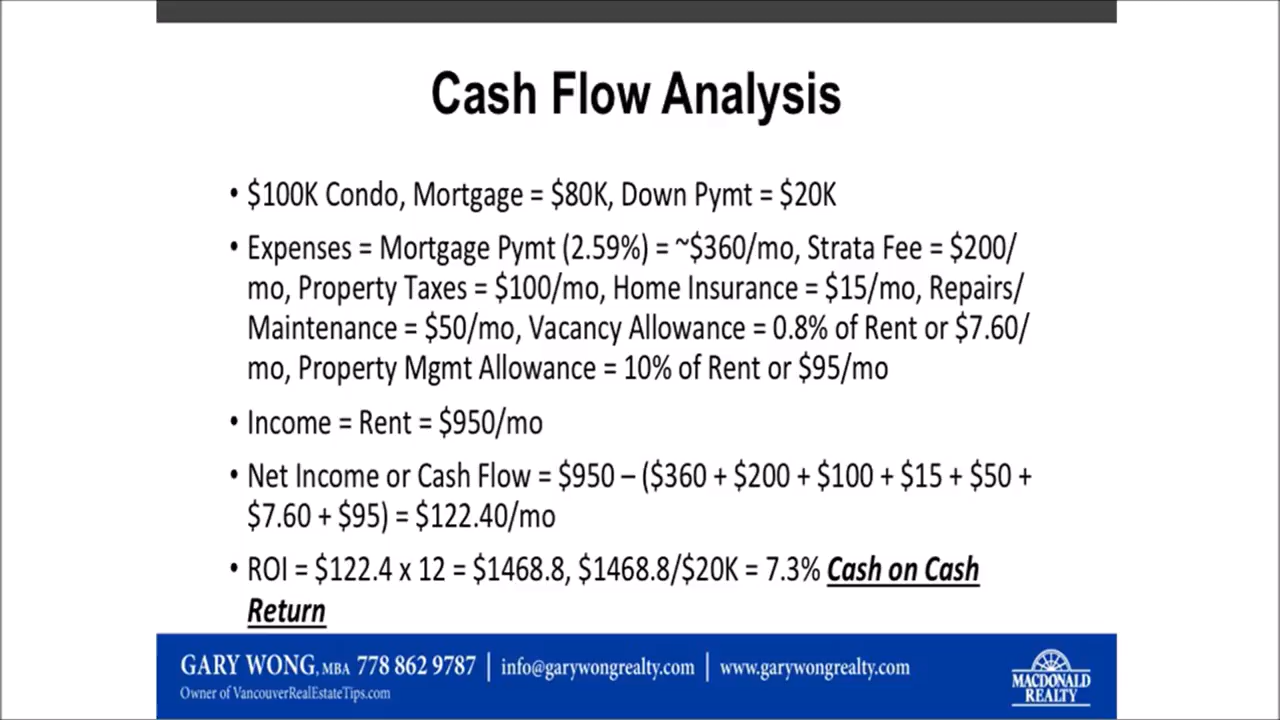 Cash Flow Analysis
• $100K Condo, Mortgage = $80K, Down Pymt = $20K
• Expenses = Mortgage Pymt (2.59%) = ~$360/mo, Strata Fee = $200/
mo, Property Taxes = $100/mo, Home Insurance = $15/mo, Repairs/
Maintenance = $50/mo, Vacancy Allowance = 0.8% of Rent or $7.60/
mo, Property Mgmt Allowance = 10% of Rent or $95/mo
• Income = Rent = $950/mo
• Net Income or Cash Flow = $950 – ($360 + $200 + $100 + $15 + $50 +
$7.60 + $95) = $122.40/mo
• ROI = $122.4 x 12 = $1468.8, $1468.8/$20K = 7.3% Cash on Cash
Return
GARY WONG, MBA 778 862 9787 | info@garywongrealty.com | www.garywongrealty.com
Owner of VancouverRealEstateTips.com
MACDONALD
REALTY